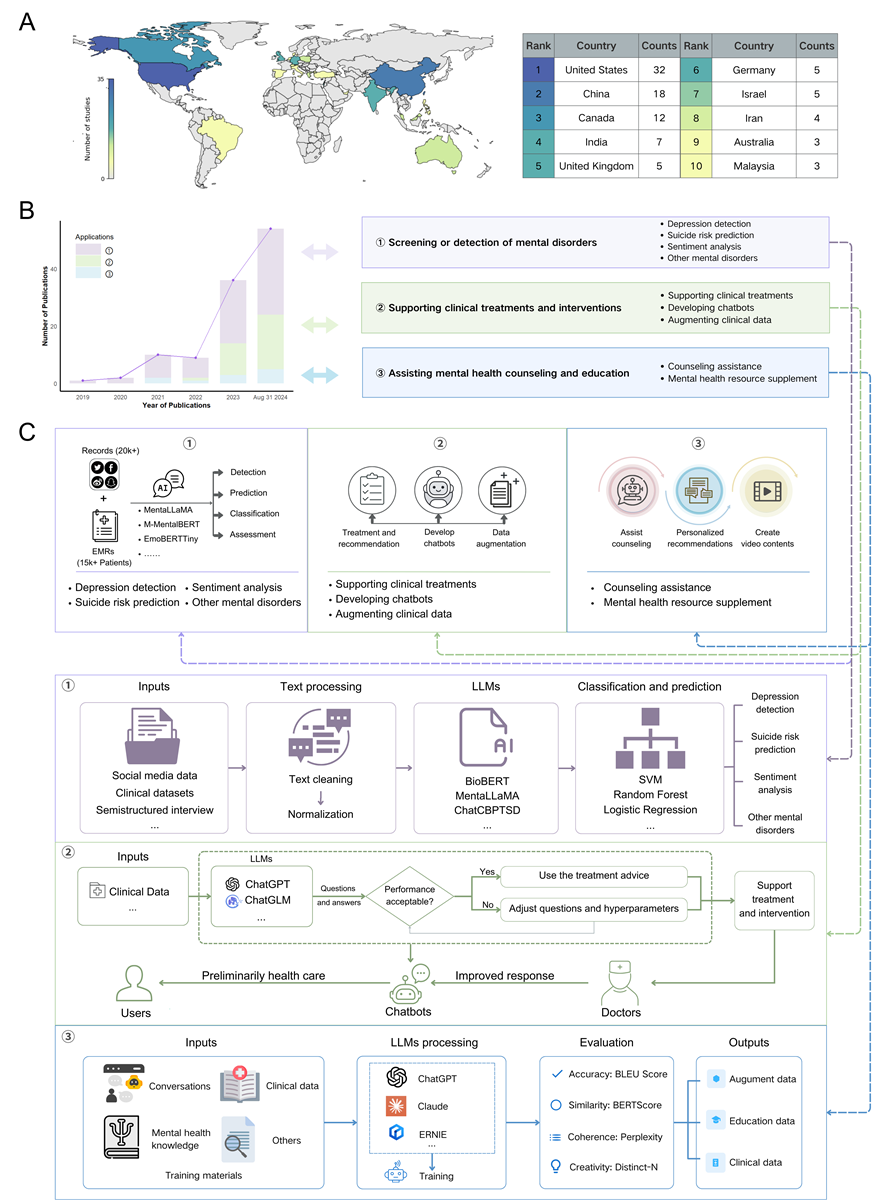 A
35
Number of studies
0
Rank Country Counts Rank Country Counts
1 United States 32 6 Germany 5
2 China 18 7 Israel 5
3 Canada 12 8 Iran 4
4 India 7 9 Australia 3
5 United Kingdom 5 10 Malaysia 3
B
Applications
①
②
③
Number of Publications
40
20
0
2019 2020 2021 2022 2023 Aug 31 2024
Year of Publications
① Screening or detection of mental disorders
• Depression detection
• Suicide risk prediction
• Sentiment analysis
• Other mental disorders
② Supporting clinical treatments and interventions
• Supporting clinical treatments
• Developing chatbots
• Augmenting clinical data
③ Assisting mental health counseling and education
• Counseling assistance
• Mental health resource supplement
C
①
Records (20k+)
+
EMRs
(15k+ Patients)
AI
• MentaLLaMA
• M-MentalBERT
• EmoBERTTiny
• ......
Detection
Prediction
Classification
Assessment
• Depression detection
• Sentiment analysis
• Suicide risk prediction
• Other mental disorders
②
Treatment and
recommendation
Develop
chatbots
Data
augmentation
• Supporting clinical treatments
• Developing chatbots
• Augmenting clinical data
③
Assist
counseling
Personalized
recommendations
Create
video contents
• Counseling assistance
• Mental health resource supplement
①
Inputs
Social media data
Clinical datasets
Semistructured interview
...
Text processing
Text cleaning
Normalization
LLMs
AI
BioBERT
MentaLLaMA
ChatCBPTSD
...
Classification and prediction
SVM
Random Forest
Logistic Regression
...
Depression
detection
Suicide risk
prediction
Sentiment
analysis
Other mental
disorders
②
Inputs
Clinical Data
...
LLMs
ChatGPT
ChatGLM
...
Questions
and answers
Performance
acceptable?
Yes
Use the treatment advice
No
Adjust questions and hyperparameters
Support
treatment
and intervention
Users
Preliminarily health care
Chatbots
Improved response
Doctors
③
Inputs
Conversations
Clinical data
Mental health
knowledge
Others
Training materials
LLMs processing
ChatGPT
Claude
ERNIE
...
Training
Evaluation
Accuracy: BLEU Score
Similarity: BERTScore
Coherence: Perplexity
Creativity: Distinct-N
Outputs
Augment data
Education data
Clinical data